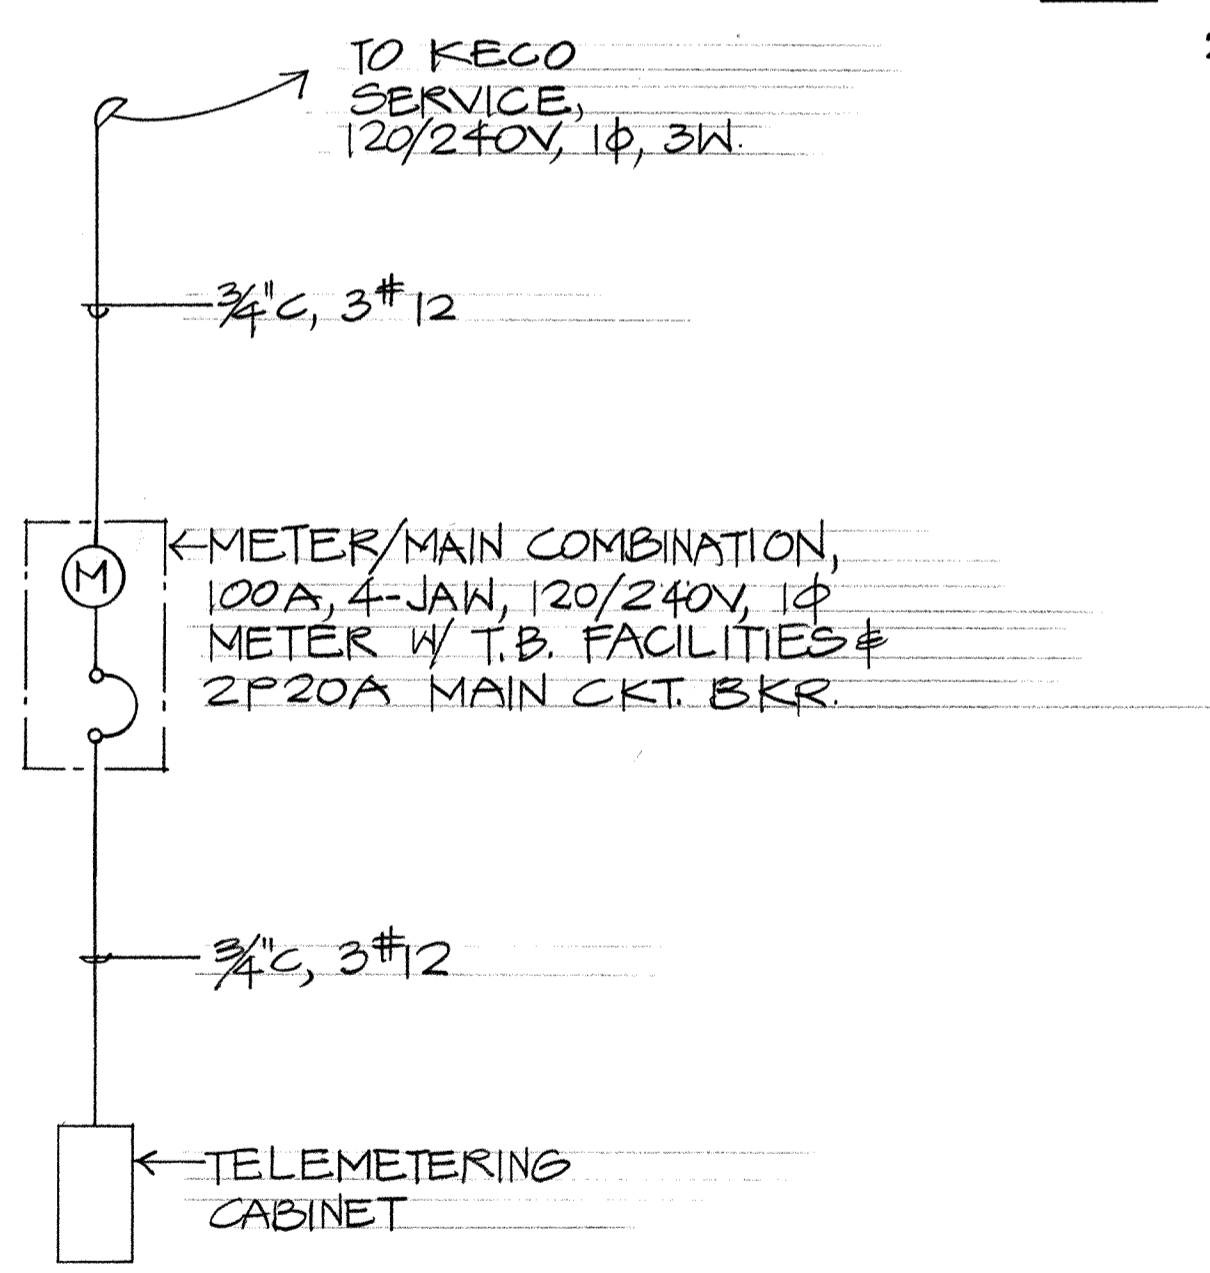 TO KECO
SERVICE,
120/240V, 1ϕ, 3W.
3/4"C, 3#12
M
METER/MAIN COMBINATION,
100A, 4-JAW, 120/240V, 1ϕ
METER W/ T.B. FACILITIES &
2P20A MAIN CKT. BKR.
3/4"C, 3#12
TELEMETERING
CABINET